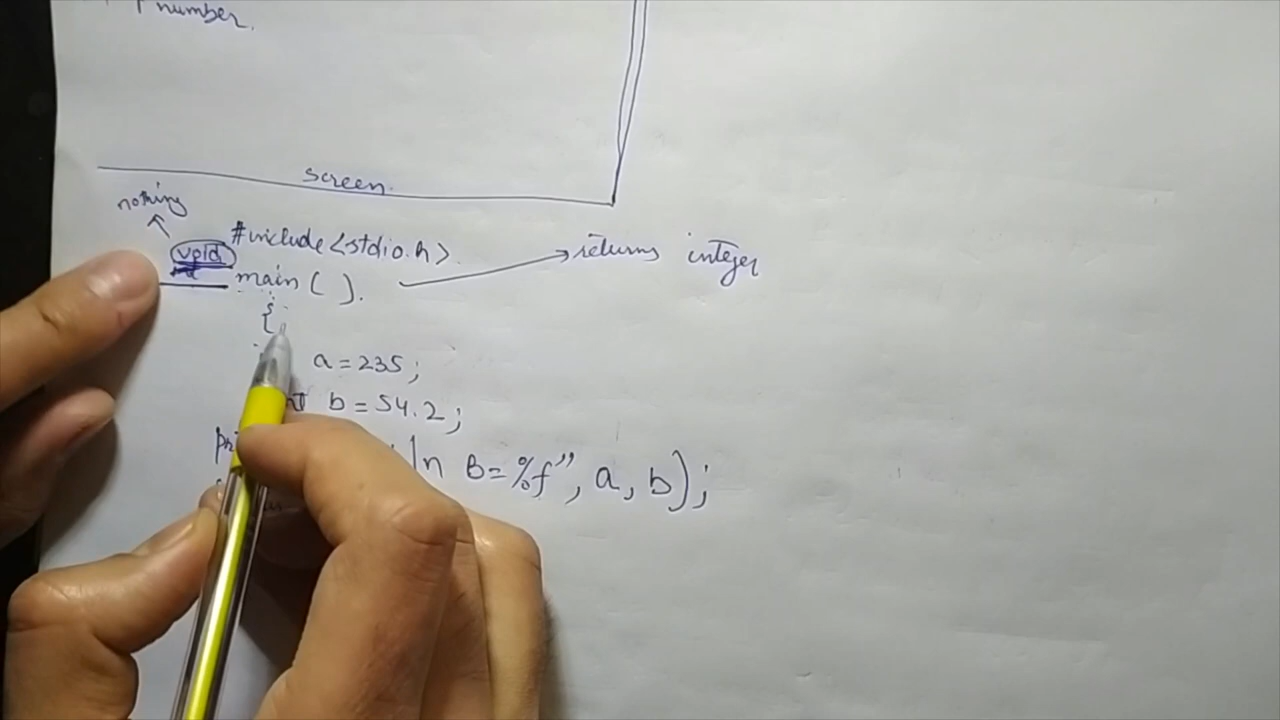 number.
screen.
nothing
#include<stdio.h>.
returns integer
void
main( ).
{
a=235;
b=54.2;
\n B=%f", a, b);